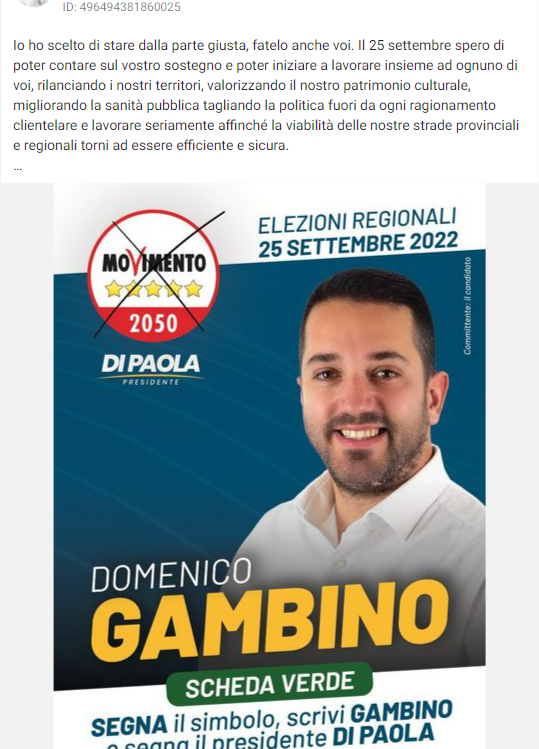 ID: 496494381860025
Io ho scelto di stare dalla parte giusta, fatelo anche voi. Il 25 settembre spero di
poter contare sul vostro sostegno e poter iniziare a lavorare insieme ad ognuno di
voi, rilanciando i nostri territori, valorizzando il nostro patrimonio culturale,
migliorando la sanità pubblica tagliando la politica fuori da ogni ragionamento
clientelare e lavorare seriamente affinché la viabilità delle nostre strade provinciali
e regionali torni ad essere efficiente e sicura.
...
ELEZIONI REGIONALI
25 SETTEMBRE 2022
MOVIMENTO
2050
DI PAOLA
PRESIDENTE
Committente: il candidato
DOMENICO
GAMBINO
SCHEDA VERDE
SEGNA il simbolo, scrivi GAMBINO
e segna il presidente DI PAOLA